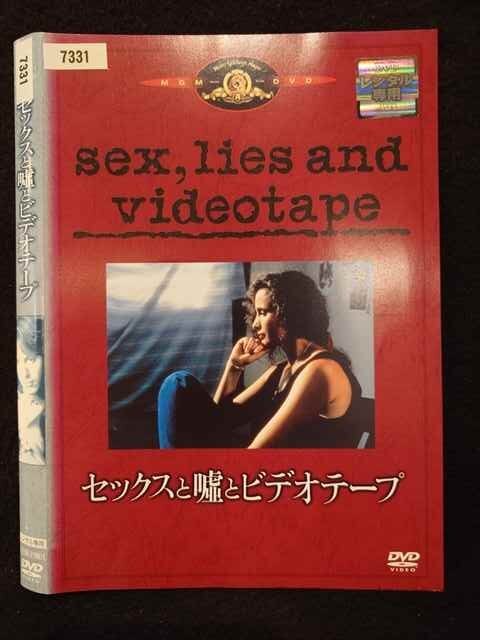 7331
セックスと嘘とビデオテープ
7331
MGM DVD
レンタル
専用
sex, lies and
videotape
セックスと嘘とビデオテープ
DVD
VIDEO